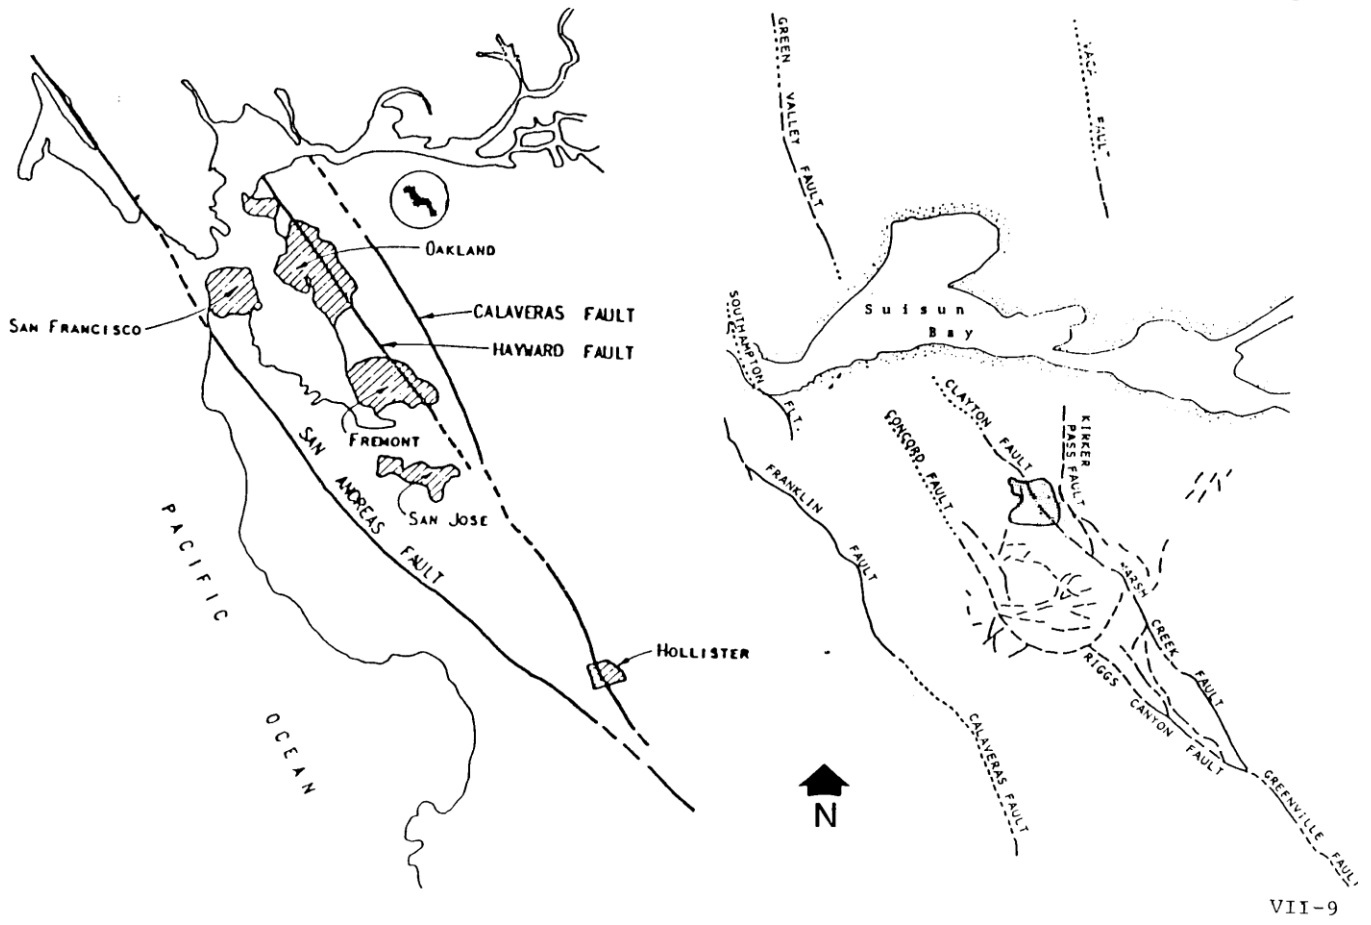 OAKLAND
SAN FRANCISCO
CALAVERAS FAULT
HAYWARD FAULT
FREMONT
SAN JOSE
SAN ANDREAS FAULT
PACIFIC
OCEAN
HOLLISTER
GREEN VALLEY FAULT
VACA FAULT
SOUTHAMPTON FLT.
Suisun
Bay
CLAYTON FAULT
CONCORD FAULT
KIRKER
PASS FAULT
FRANKLIN FAULT
MARSH CREEK FAULT
RIGGS CANYON FAULT
CALAVERAS FAULT
GREENVILLE FAULT
N
VII-9